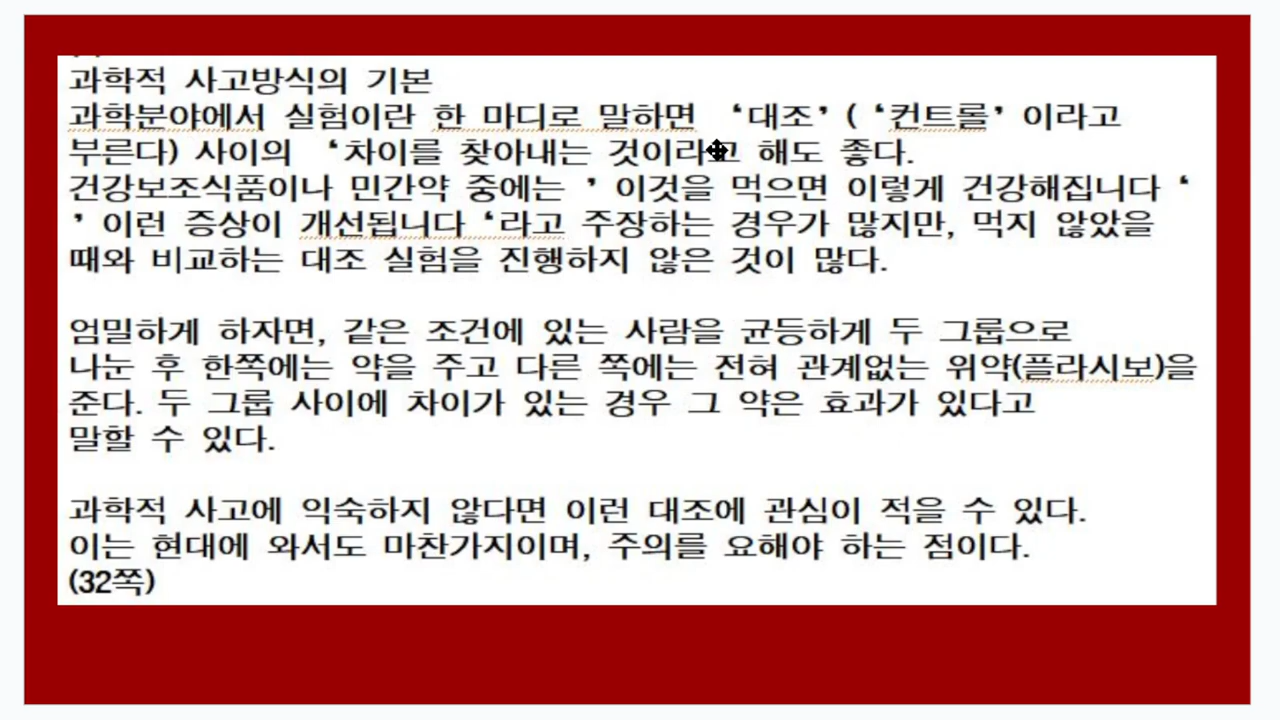 과학적 사고방식의 기본
과학분야에서 실험이란 한 마디로 말하면 ‘대조’ ( ‘컨트롤’ 이라고
부른다) 사이의 ‘차이를 찾아내는 것이라고 해도 좋다.
건강보조식품이나 민간약 중에는 ’ 이것을 먹으면 이렇게 건강해집니다 ‘
’ 이런 증상이 개선됩니다 ‘라고 주장하는 경우가 많지만, 먹지 않았을
때와 비교하는 대조 실험을 진행하지 않은 것이 많다.
엄밀하게 하자면, 같은 조건에 있는 사람을 균등하게 두 그룹으로
나눈 후 한쪽에는 약을 주고 다른 쪽에는 전혀 관계없는 위약(플라시보)을
준다. 두 그룹 사이에 차이가 있는 경우 그 약은 효과가 있다고
말할 수 있다.
과학적 사고에 익숙하지 않다면 이런 대조에 관심이 적을 수 있다.
이는 현대에 와서도 마찬가지이며, 주의를 요해야 하는 점이다.
(32쪽)